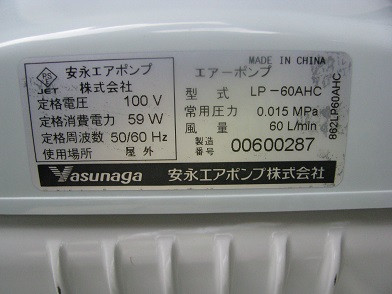 MADE IN CHINA
PSE
JET
安永エアポンプ
株式会社
定格電圧 100 V
定格消費電力 59 W
定格周波数 50/60 Hz
使用場所 屋外
エアーポンプ
型式 LP-60AHC
常用圧力 0.015 MPa
風量 60 L/min
製造番号 00600287
862LP60AHC
Yasunaga 安永エアポンプ株式会社